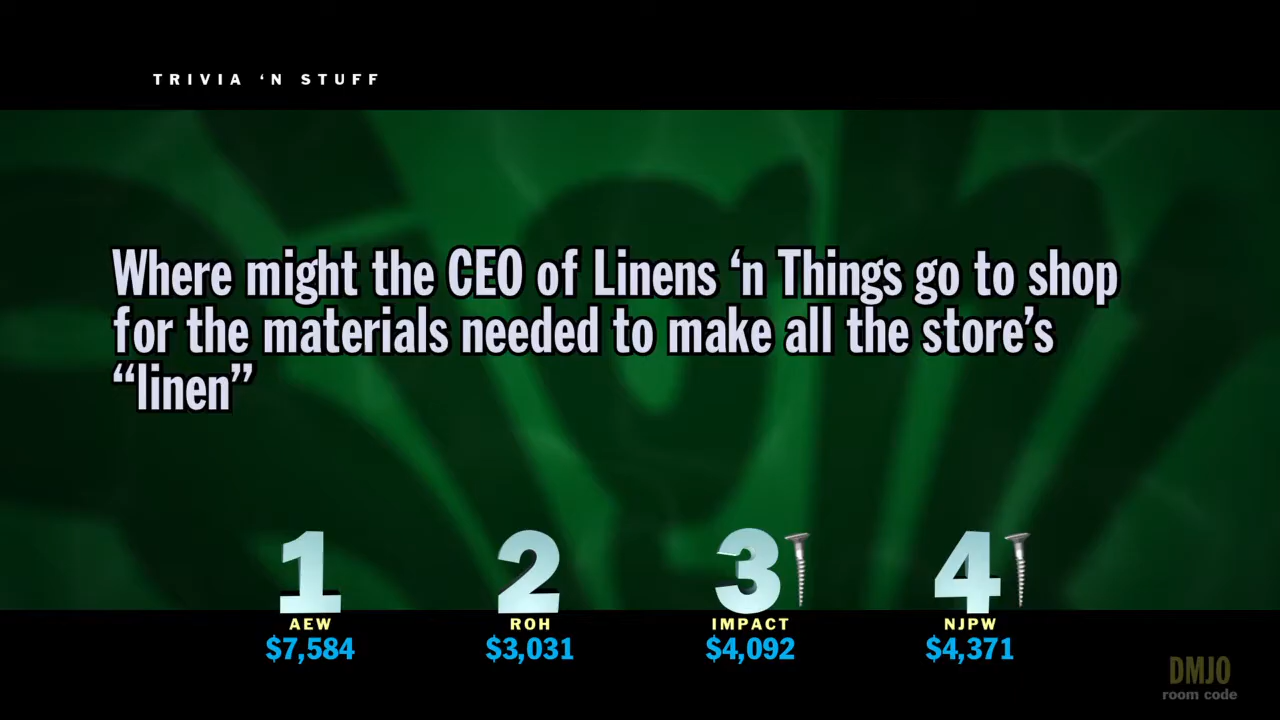 TRIVIA ‘N STUFF
Where might the CEO of Linens ‘n Things go to shop
for the materials needed to make all the store’s
“linen”
1 2 3 4
AEW ROH IMPACT NJPW
$7,584 $3,031 $4,092 $4,371
DMJO
room code